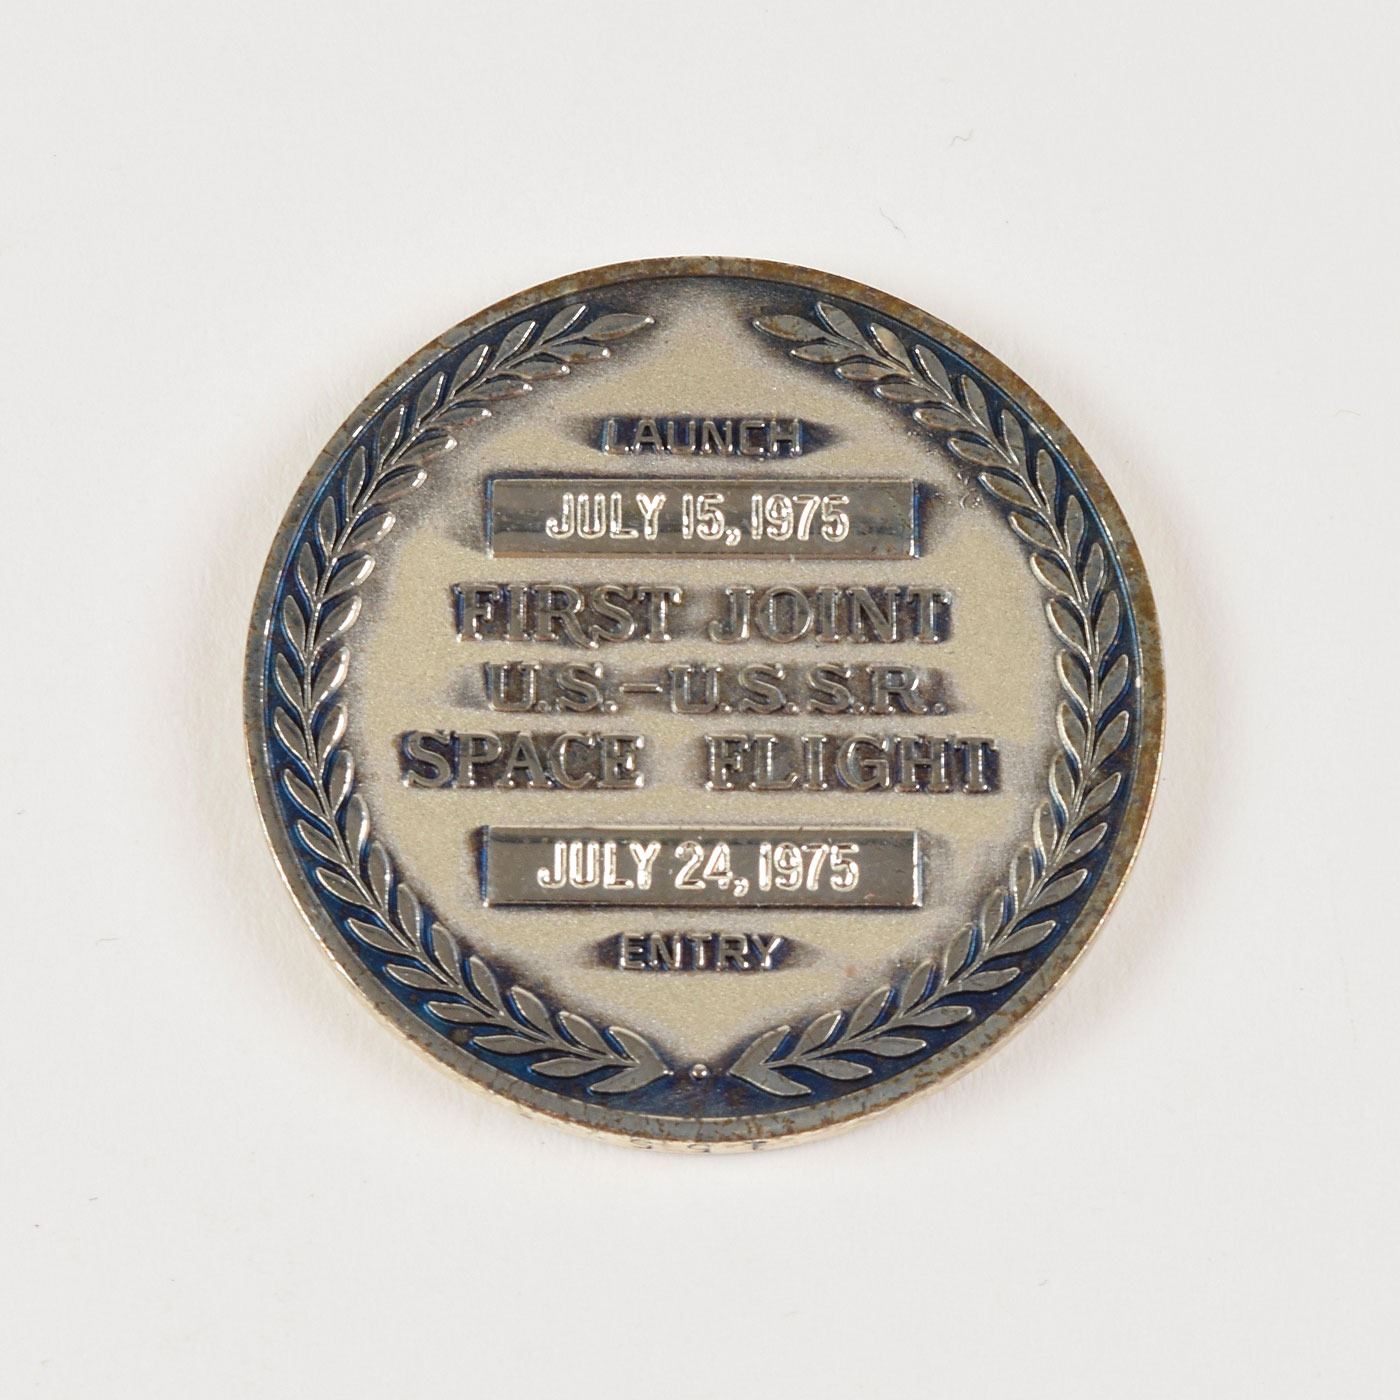 LAUNCH
JULY 15, 1975
FIRST JOINT
U.S.–U.S.S.R.
SPACE FLIGHT
JULY 24, 1975
ENTRY